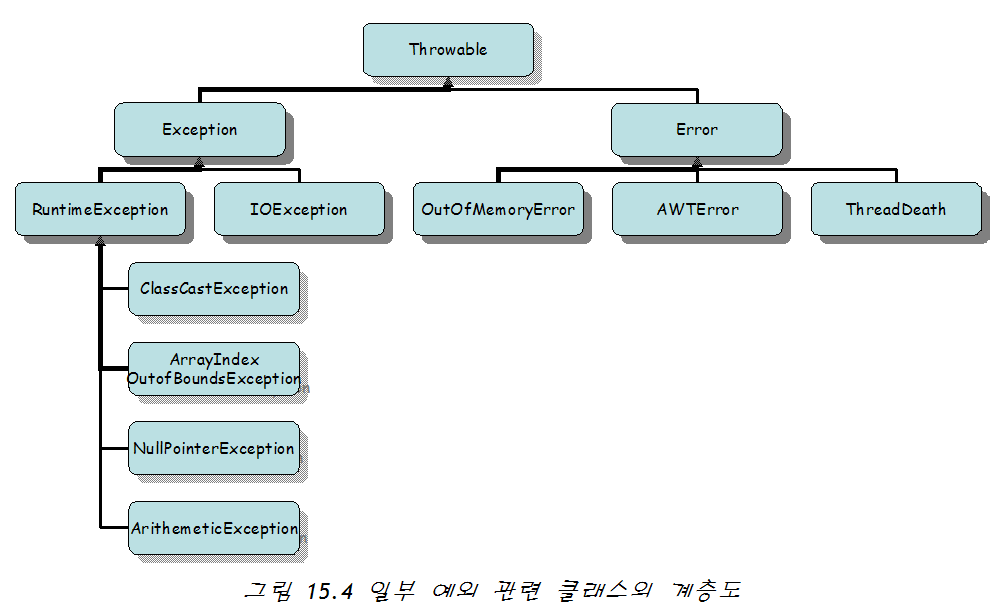 Throwable
Exception
Error
RuntimeException
IOException
OutOfMemoryError
AWTError
ThreadDeath
ClassCastException
ArrayIndex
OutofBoundsException
NullPointerException
ArithemeticException
그림 15.4 일부 예외 관련 클래스의 계층도